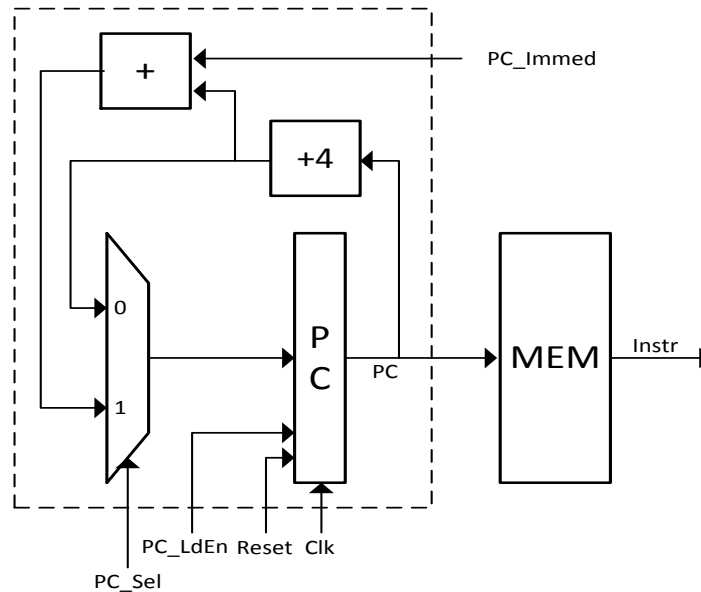 +
PC_Immed
+4
0
1
P
C
PC
MEM
Instr
PC_LdEn
Reset
Clk
PC_Sel